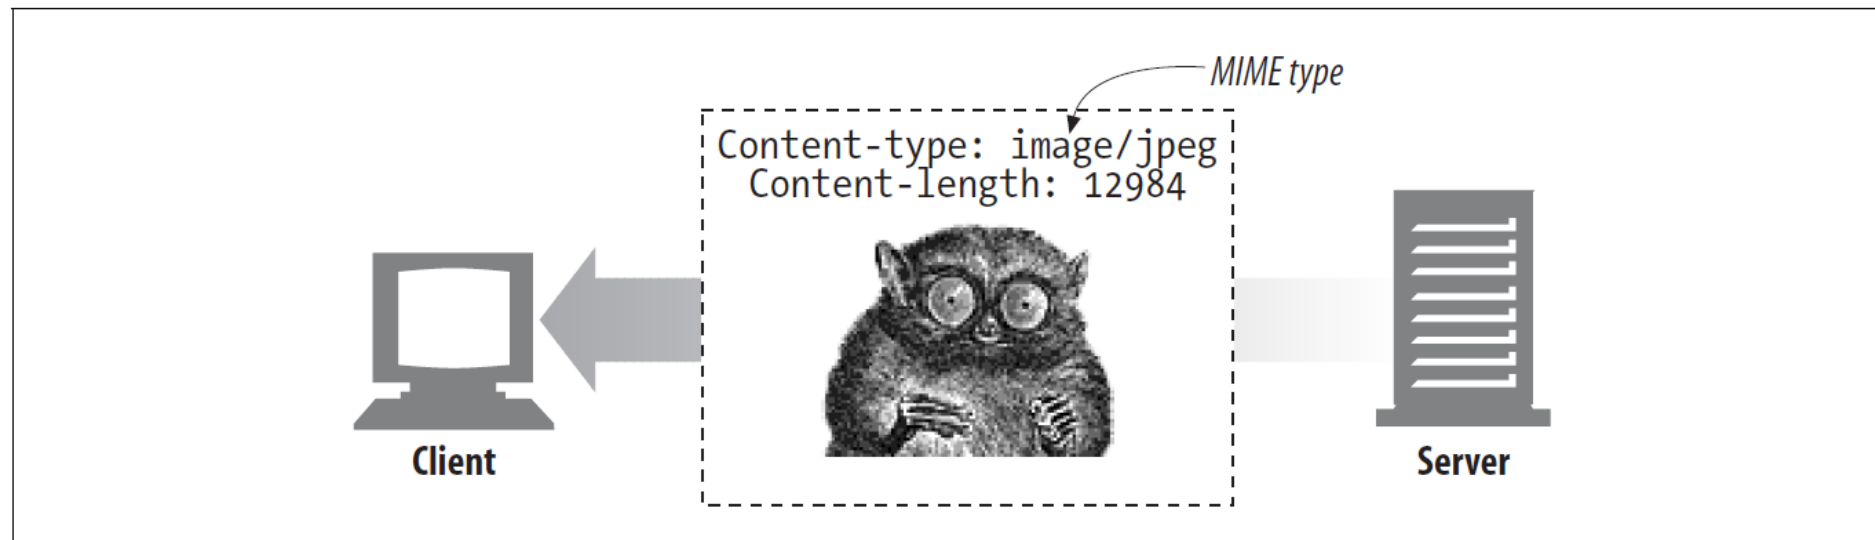 MIME type
Content-type: image/jpeg
Content-length: 12984
Client
Server